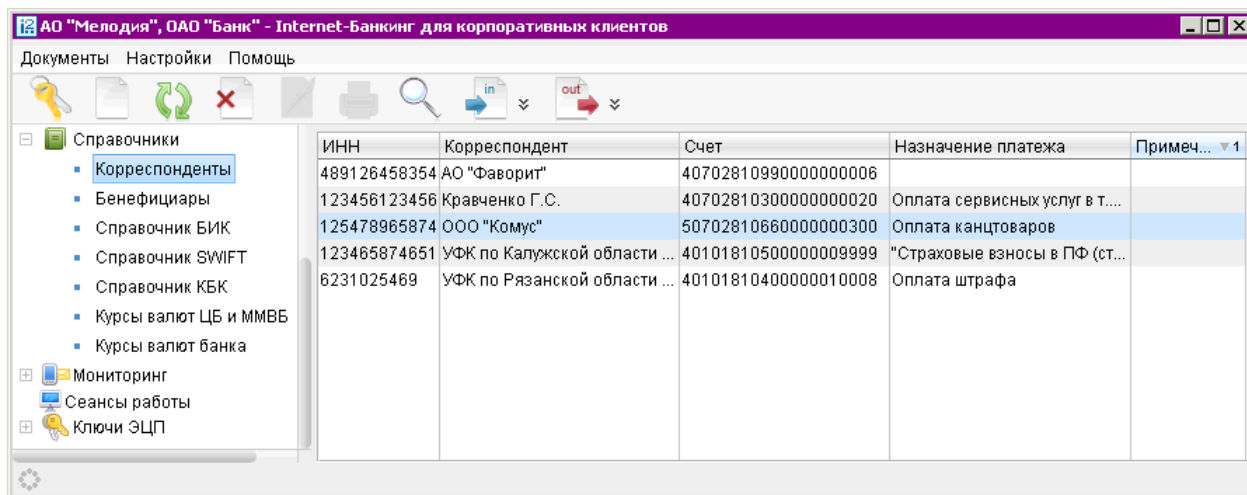 АО "Мелодия", ОАО "Банк" - Internet-Банкинг для корпоративных клиентов
Документы Настройки Помощь
in out
Справочники
Корреспонденты
Бенефициары
Справочник БИК
Справочник SWIFT
Справочник КБК
Курсы валют ЦБ и ММВБ
Курсы валют банка
Мониторинг
Сеансы работы
Ключи ЭЦП
ИНН Корреспондент Счет Назначение платежа Примеч... 1
489126458354 АО "Фаворит" 40702810990000000006
123456123456 Кравченко Г.С. 40702810300000000020 Оплата сервисных услуг в т....
125478965874 ООО "Комус" 50702810660000000300 Оплата канцтоваров
123465874651 УФК по Калужской области ... 40101810500000009999 "Страховые взносы в ПФ (ст...
6231025469 УФК по Рязанской области ... 40101810400000010008 Оплата штрафа